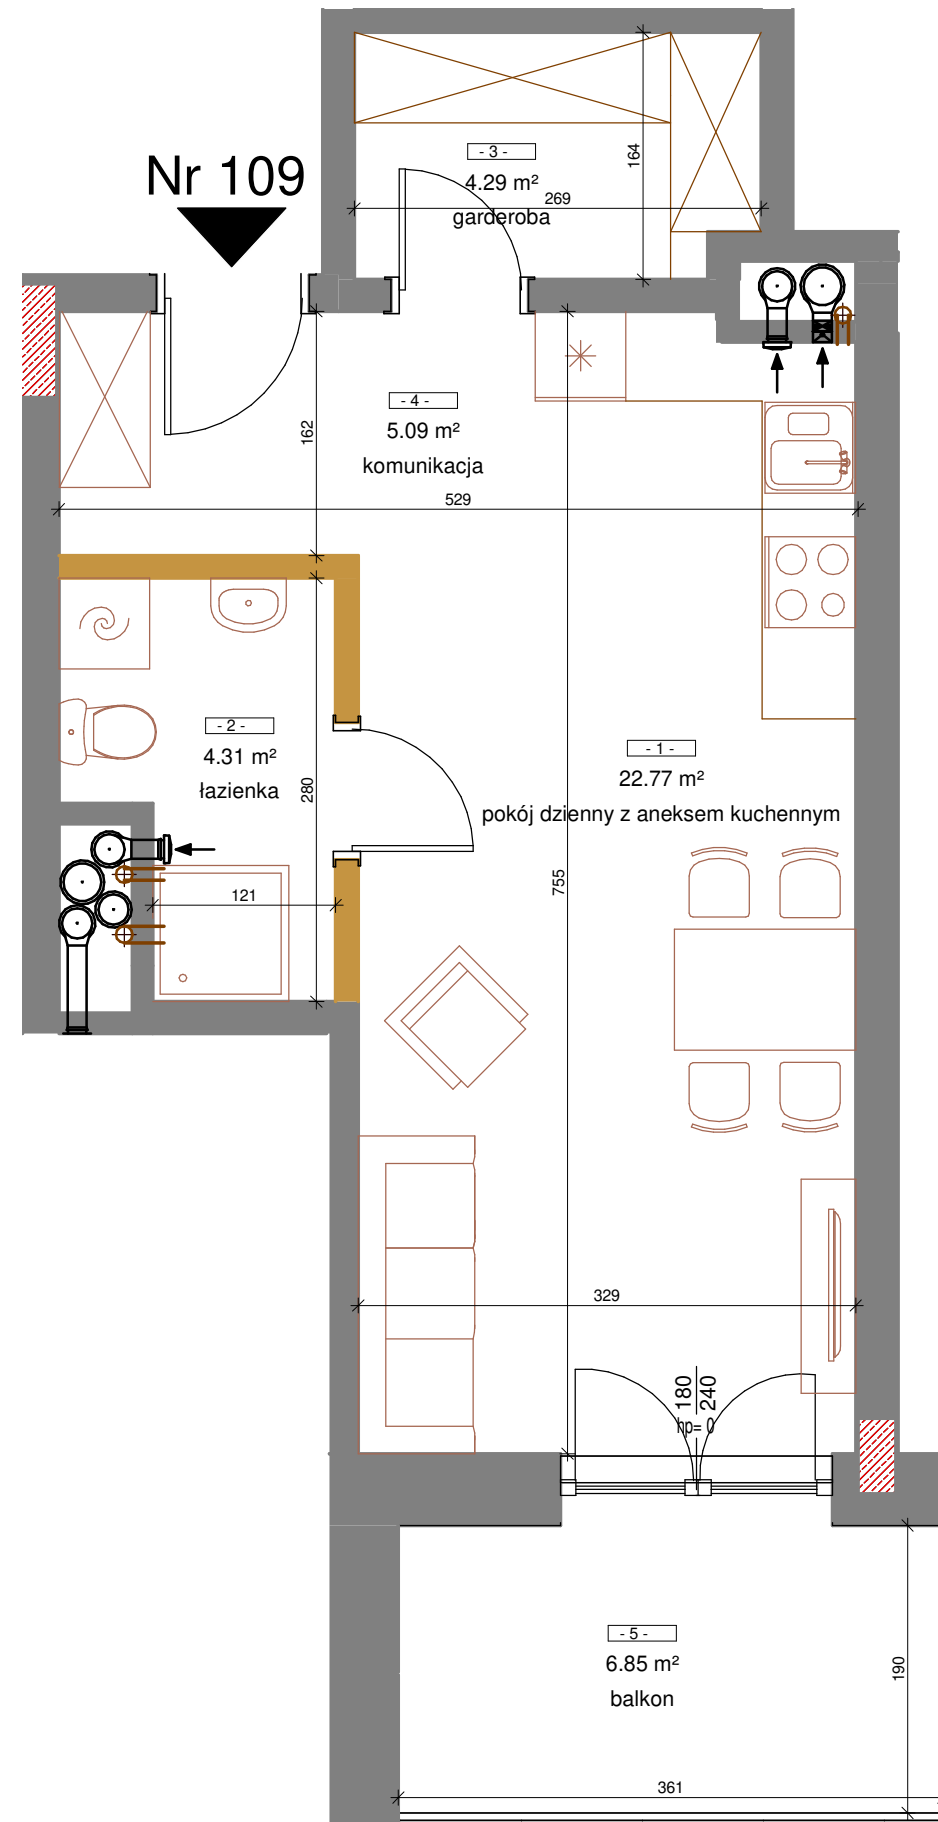 Nr 109
- 3 -
4.29 m²
garderoba
164
269
- 4 -
5.09 m²
komunikacja
162
529
- 2 -
4.31 m²
łazienka
280
121
- 1 -
22.77 m²
pokój dzienny z aneksem kuchennym
755
329
180
240
hp= 0
- 5 -
6.85 m²
balkon
190
361